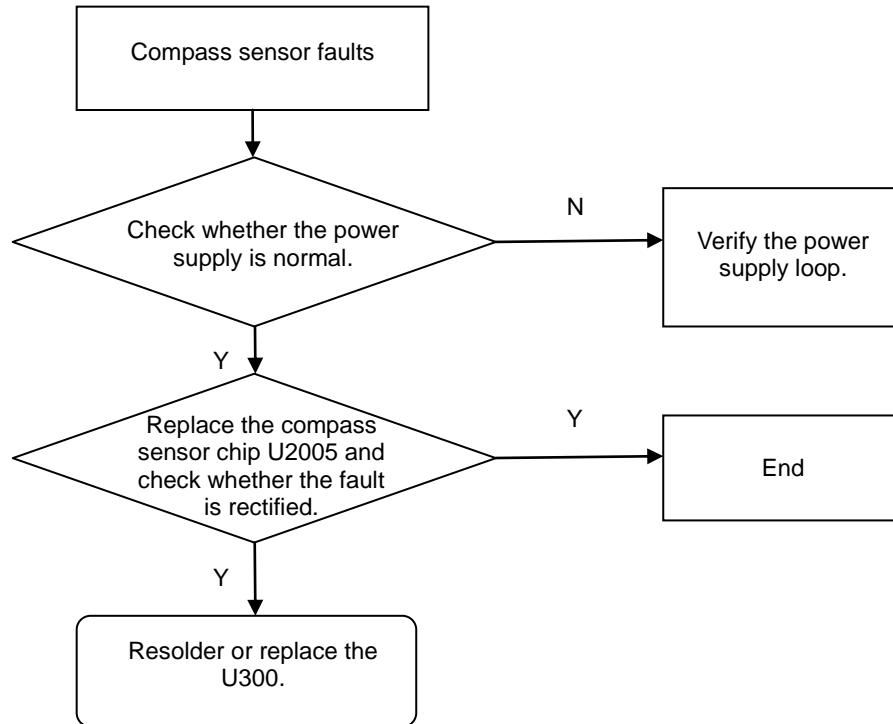 Compass sensor faults
Check whether the power
supply is normal.
N
Verify the power
supply loop.
Y
Replace the compass
sensor chip U2005 and
check whether the fault
is rectified.
Y
End
Y
Resolder or replace the
U300.